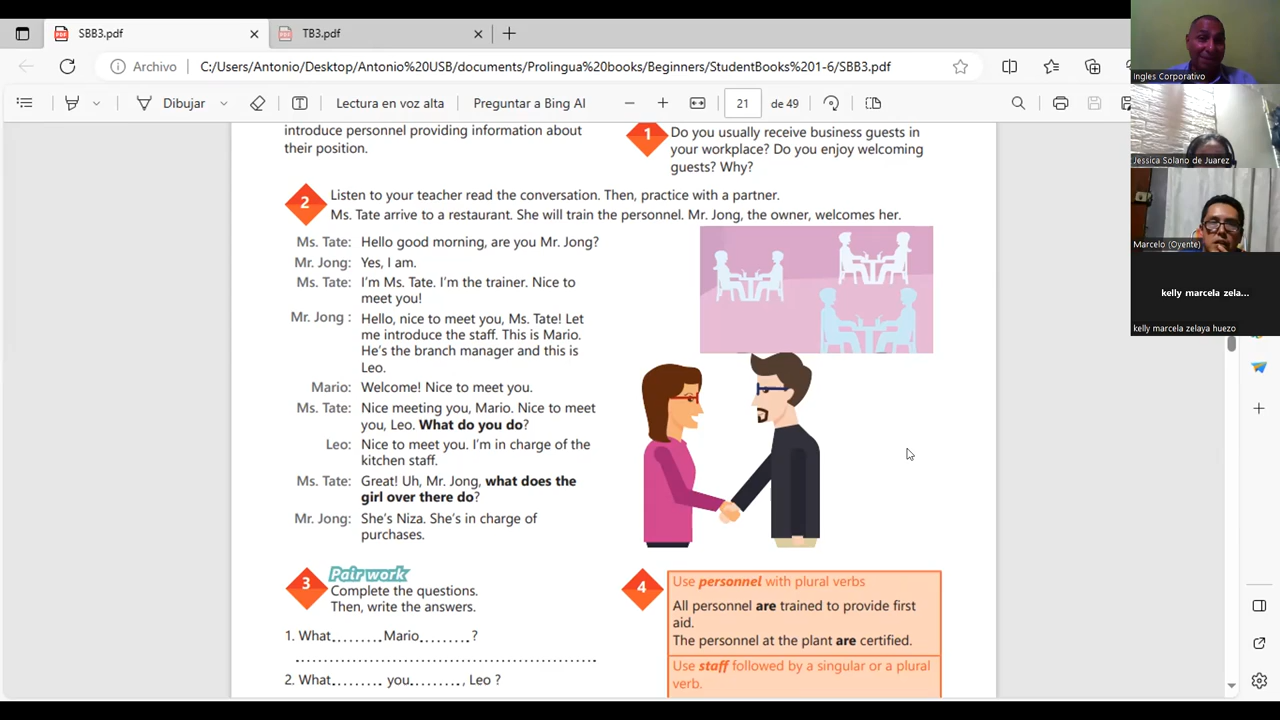 SBB3.pdf
TB3.pdf
Archivo
C:/Users/Antonio/Desktop/Antonio%20USB/documents/Prolingua%20books/Beginners/StudentBooks%201-6/SBB3.pdf
Dibujar
Lectura en voz alta
Preguntar a Bing AI
21
de 49
introduce personnel providing information about
their position.
1
Do you usually receive business guests in
your workplace? Do you enjoy welcoming
guests? Why?
2
Listen to your teacher read the conversation. Then, practice with a partner.
Ms. Tate arrive to a restaurant. She will train the personnel. Mr. Jong, the owner, welcomes her.
Ms. Tate: Hello good morning, are you Mr. Jong?
Mr. Jong: Yes, I am.
Ms. Tate: I'm Ms. Tate. I'm the trainer. Nice to
meet you!
Mr. Jong : Hello, nice to meet you, Ms. Tate! Let
me introduce the staff. This is Mario.
He's the branch manager and this is
Leo.
Mario: Welcome! Nice to meet you.
Ms. Tate: Nice meeting you, Mario. Nice to meet
you, Leo. What do you do?
Leo: Nice to meet you. I'm in charge of the
kitchen staff.
Ms. Tate: Great! Uh, Mr. Jong, what does the
girl over there do?
Mr. Jong: She's Niza. She's in charge of
purchases.
3
Pair work
Complete the questions.
Then, write the answers.
1. What........ Mario........?
2. What........ you........, Leo ?
4
Use personnel with plural verbs
All personnel are trained to provide first
aid.
The personnel at the plant are certified.
Use staff followed by a singular or a plural
verb.
Ingles Corporativo
Jessica Solano de Juarez
Marcelo (Oyente)
kelly marcela zela...
kelly marcela zelaya huezo